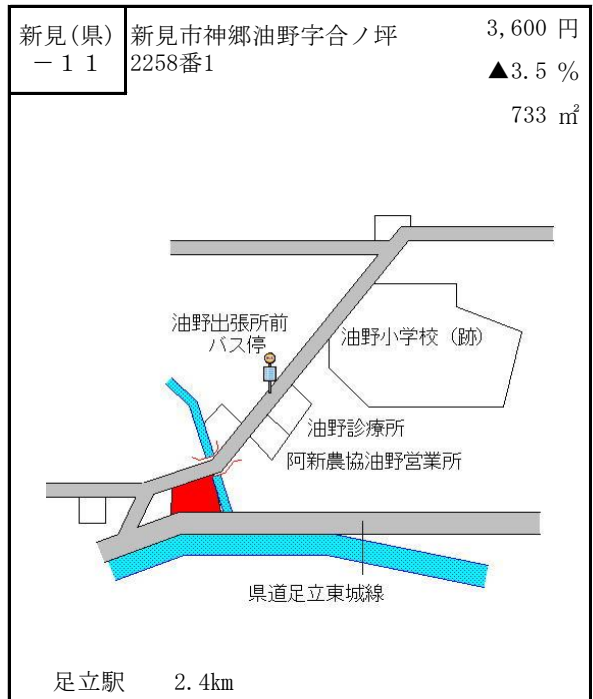 新見(県)
－１１
新見市神郷油野字合ノ坪
2258番1
3,600 円
▲3.5 %
733 ㎡
油野出張所前
バス停
油野小学校（跡）
油野診療所
阿新農協油野営業所
県道足立東城線
足立駅　2.4km